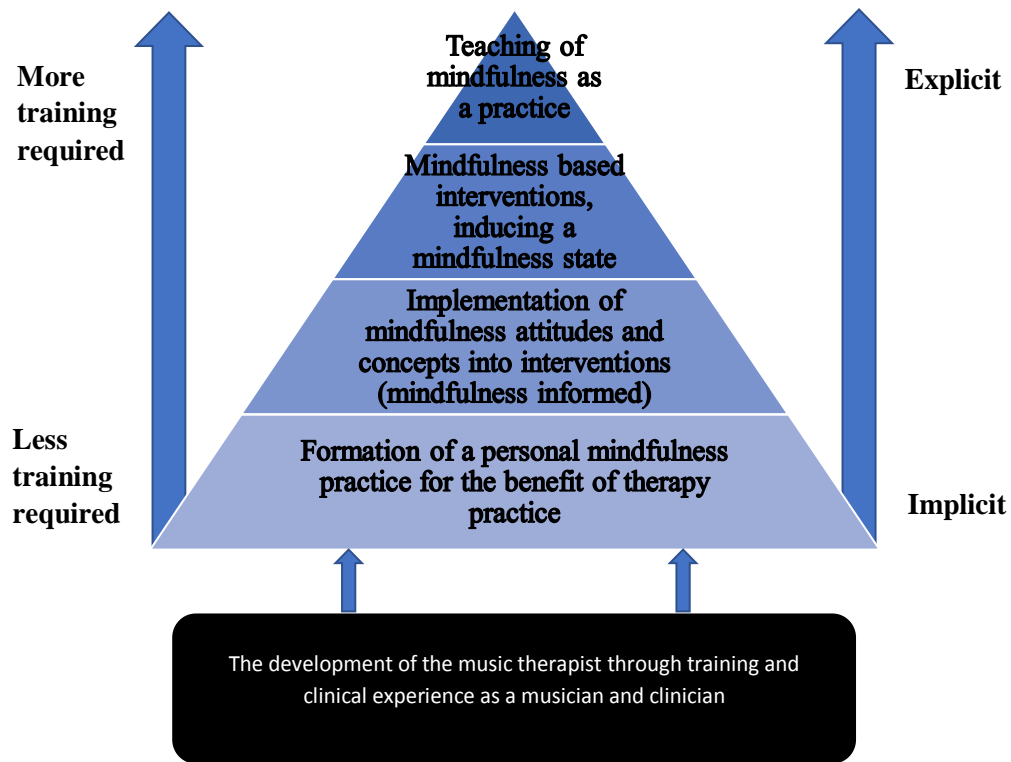 Teaching of
mindfulness as
a practice
More
training
required
Explicit
Mindfulness based
interventions,
inducing a
mindfulness state
Implementation of
mindfulness attitudes and
concepts into interventions
(mindfulness informed)
Less
training
required
Formation of a personal mindfulness
practice for the benefit of therapy
practice
Implicit
The development of the music therapist through training and
clinical experience as a musician and clinician